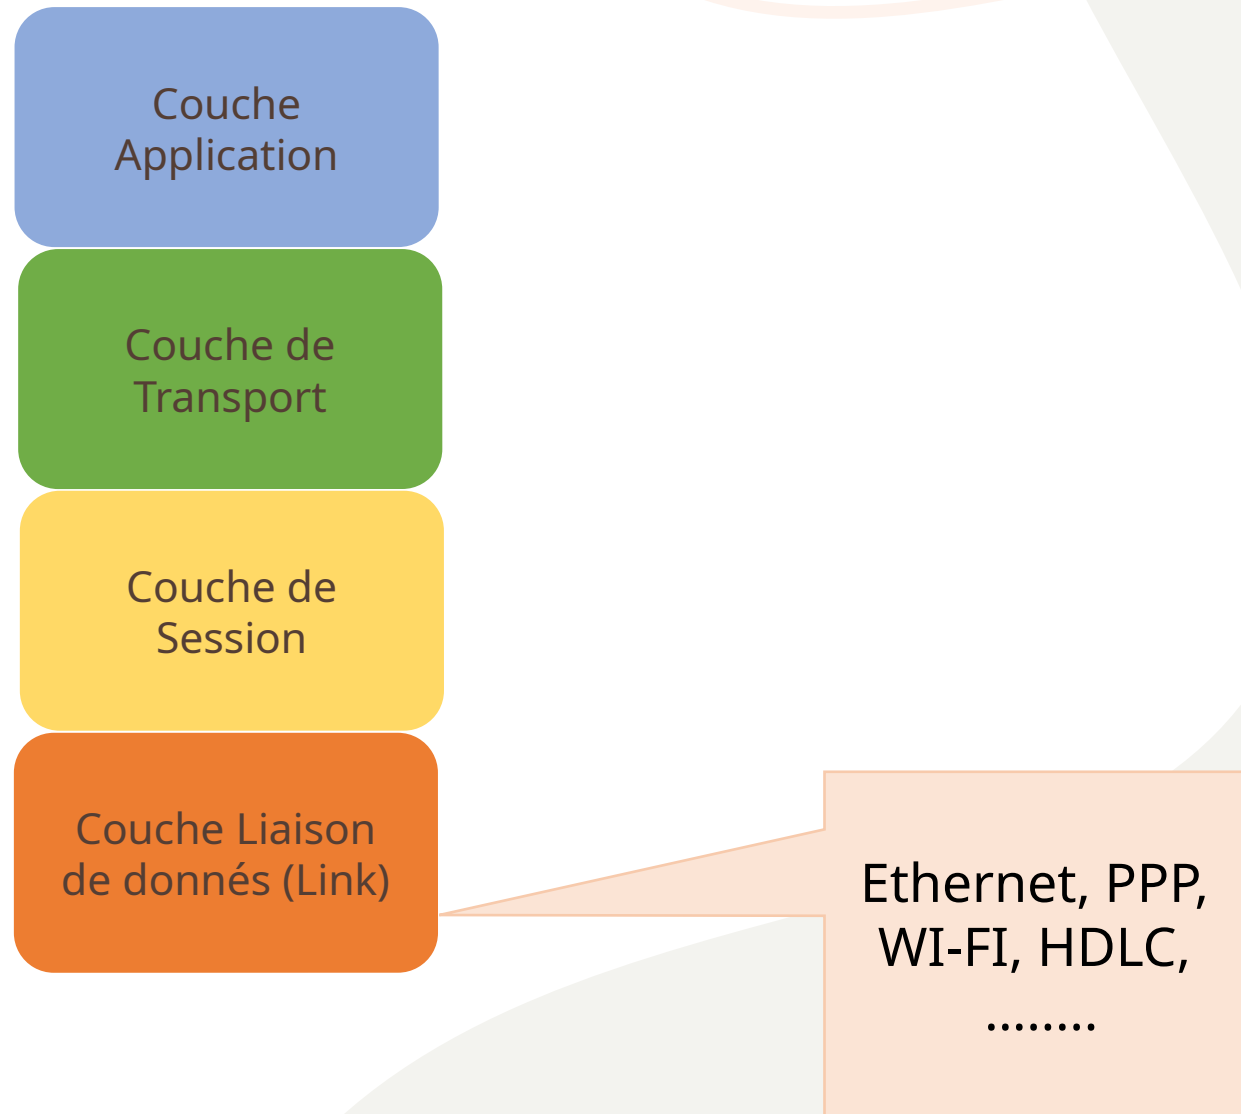 Couche
Application
Couche de
Transport
Couche de
Session
Couche Liaison
de donnés (Link)
Ethernet, PPP,
WI-FI, HDLC,
........